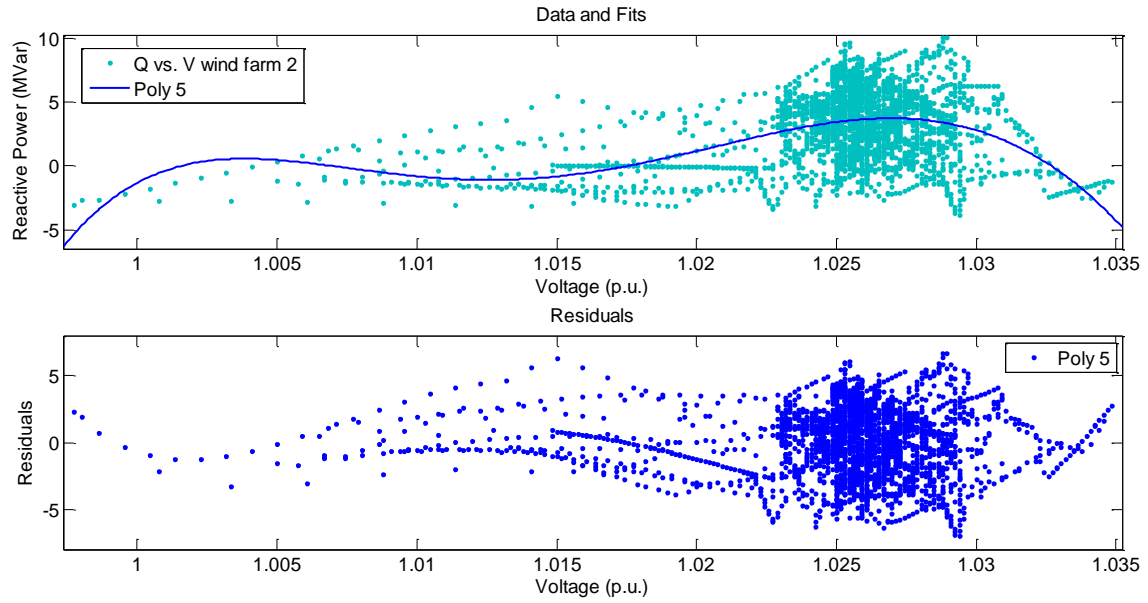 Data and Fits
Reactive Power (MVar)
10
5
0
-5
Q vs. V wind farm 2
Poly 5
1
1.005
1.01
1.015
1.02
1.025
1.03
1.035
Voltage (p.u.)
Residuals
Residuals
5
0
-5
Poly 5
1
1.005
1.01
1.015
1.02
1.025
1.03
1.035
Voltage (p.u.)